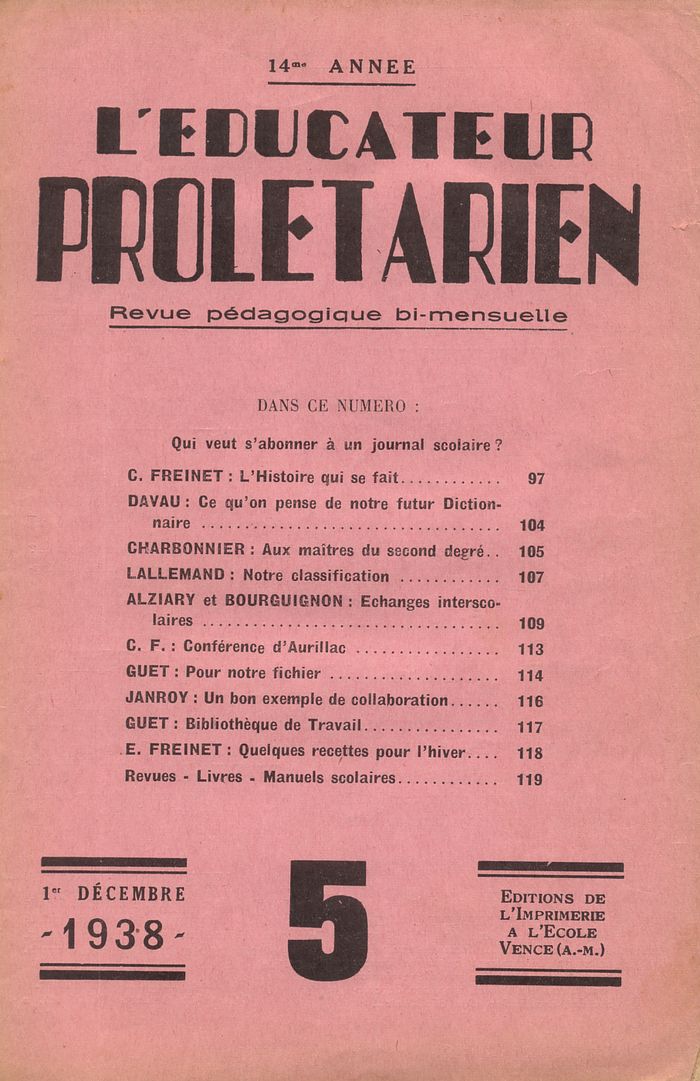 14me ANNEE
L'EDUCATEUR
PROLETARIEN
Revue pédagogique bi-mensuelle
DANS CE NUMERO :
Qui veut s'abonner à un journal scolaire ?
C. FREINET : L'Histoire qui se fait............ 97
DAVAU : Ce qu'on pense de notre futur Diction-
naire .................................. 104
CHARBONNIER : Aux maîtres du second degré.. 105
LALLEMAND : Notre classification ............ 107
ALZIARY et BOURGUIGNON : Echanges intersco-
laires .................................. 109
C. F. : Conférence d'Aurillac ................. 113
GUET : Pour notre fichier .................... 114
JANROY : Un bon exemple de collaboration...... 116
GUET : Bibliothèque de Travail................ 117
E. FREINET : Quelques recettes pour l'hiver.... 118
Revues - Livres - Manuels scolaires............ 119
1er DÉCEMBRE
- 1938 -
5
EDITIONS DE
L'IMPRIMERIE
A L'ECOLE
VENCE (A.-M.)